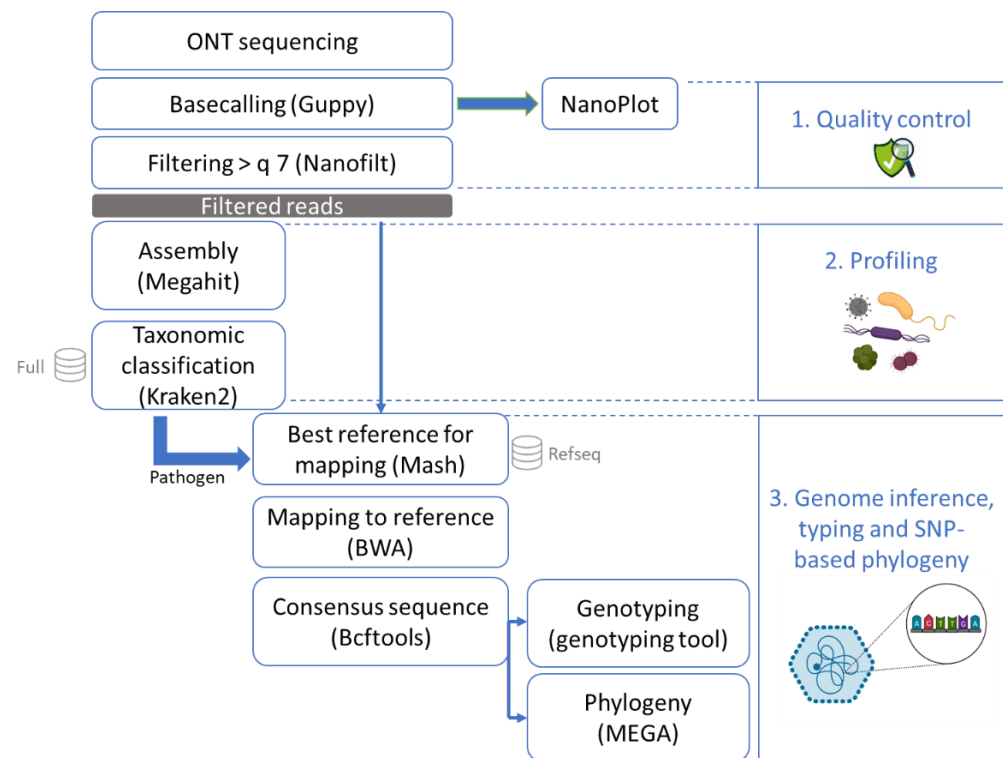 ONT sequencing
Basecalling (Guppy)
NanoPlot
1. Quality control
Filtering > q 7 (Nanofilt)
Filtered reads
Assembly
(Megahit)
2. Profiling
Full
Taxonomic
classification
(Kraken2)
Pathogen
Best reference for
mapping (Mash)
Refseq
Mapping to reference
(BWA)
3. Genome inference,
typing and SNP-
based phylogeny
Consensus sequence
(Bcftools)
Genotyping
(genotyping tool)
A C T T G A
Phylogeny
(MEGA)